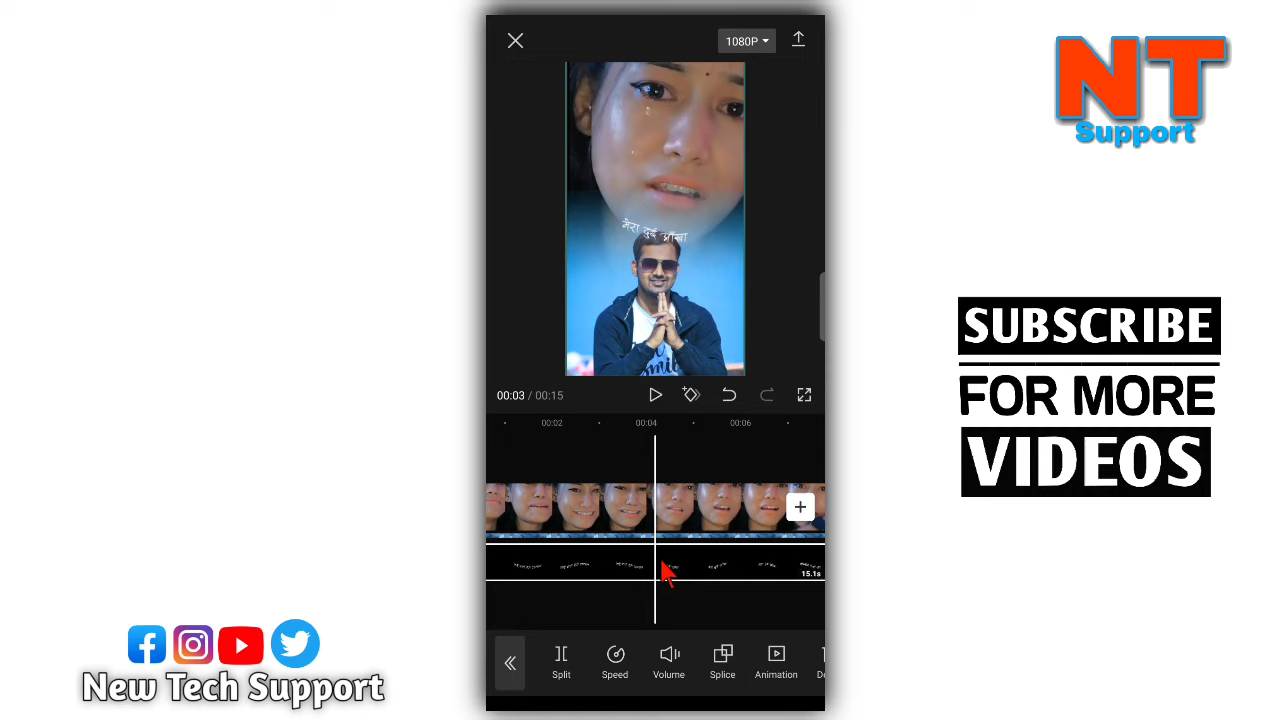 1080P
NT
Support
मेरा दुई आँखा
Smile
00:03 / 00:15
00:02
00:04
00:06
SUBSCRIBE
FOR MORE
VIDEOS
15.1s
Split
Speed
Volume
Splice
Animation
New Tech Support